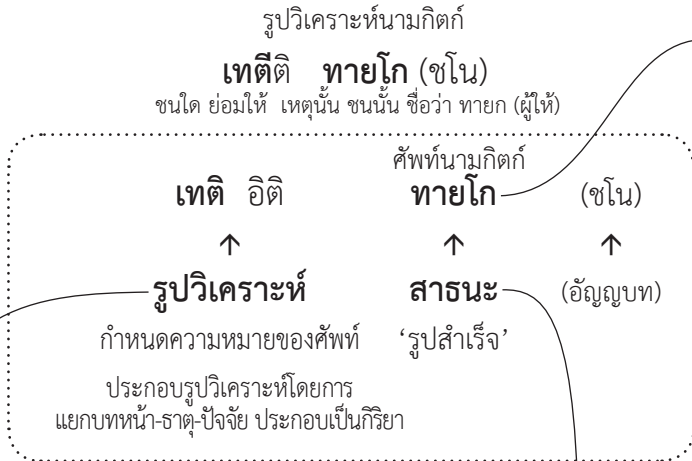 รูปวิเคราะห์นามกิตก์
เทตีติ ทายโก (ชโน)
ชนใด ย่อมให้ เหตุนั้น ชนนั้น ชื่อว่า ทายก (ผู้ให้)
ศัพท์นามกิตก์
เทติ อิติ ทายโก (ชโน)
↑ ↑ ↑
รูปวิเคราะห์ สาธนะ (อัญญบท)
กำหนดความหมายของศัพท์ ‘รูปสำเร็จ’
ประกอบรูปวิเคราะห์โดยการ
แยกบทหน้า-ธาตุ-ปัจจัย ประกอบเป็นกิริยา